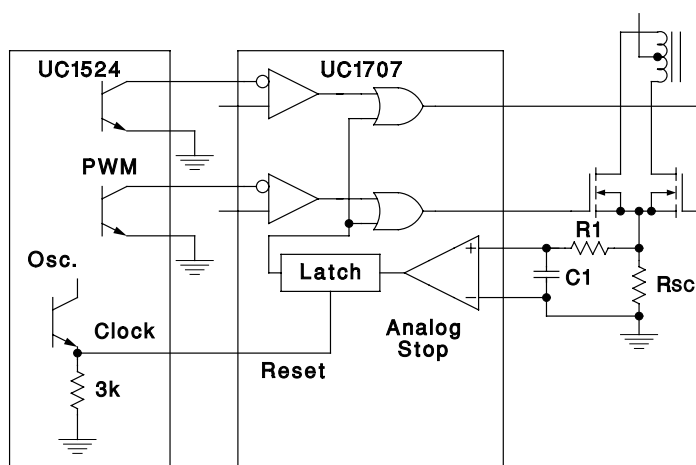 UC1524
UC1707
PWM
R1
Osc.
+
Latch
C1
Rsc
−
Clock
Analog
Stop
Reset
3k